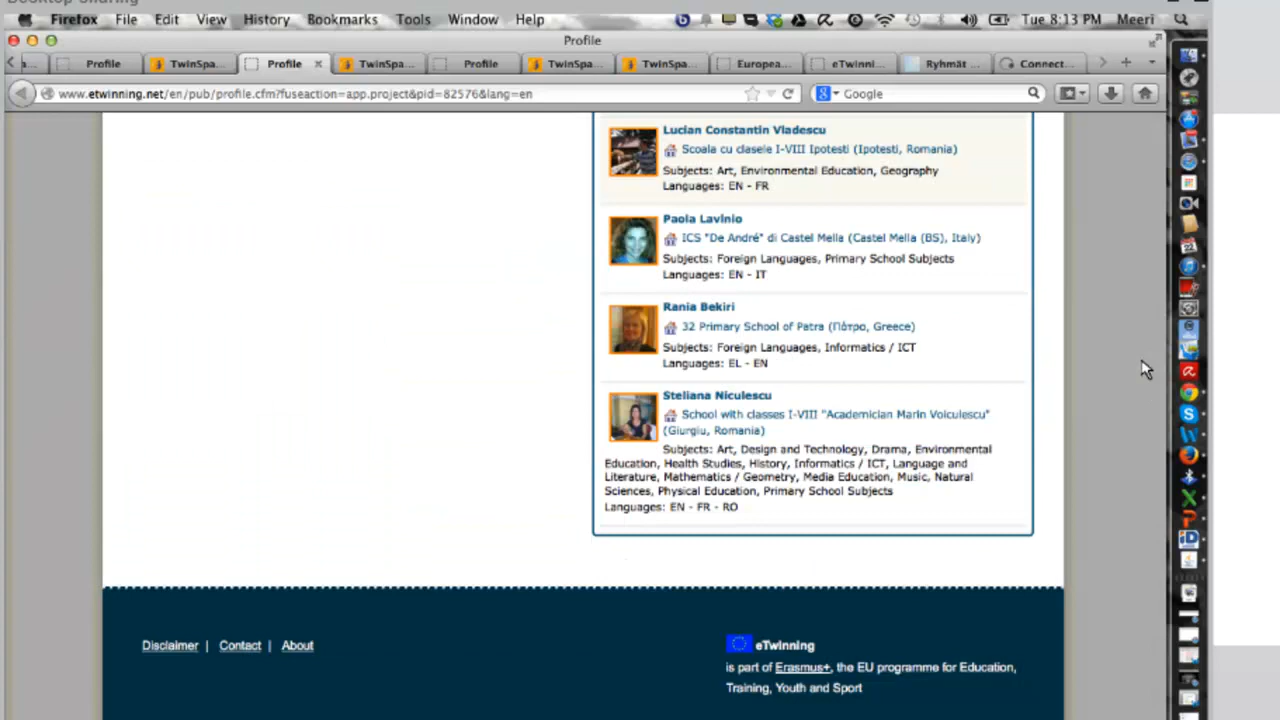 Desktop Sharing
Firefox File Edit View History Bookmarks Tools Window Help Tue 8:13 PM Meeri
Profile
Profile TwinSpa... Profile TwinSpa... Profile TwinSpa... TwinSpa... Europea... eTwinni... Ryhmät ... Connect...
www.etwinning.net/en/pub/profile.cfm?fuseaction=app.project&pid=82576&lang=en Google
Lucian Constantin Vladescu
Scoala cu clasele I-VIII Ipotesti (Ipotesti, Romania)
Subjects: Art, Environmental Education, Geography
Languages: EN - FR
Paola Lavinio
ICS "De André" di Castel Mella (Castel Mella (BS), Italy)
Subjects: Foreign Languages, Primary School Subjects
Languages: EN - IT
Rania Bekiri
32 Primary School of Patra (Πάτρα, Greece)
Subjects: Foreign Languages, Informatics / ICT
Languages: EL - EN
Steliana Niculescu
School with classes I-VIII "Academician Marin Voiculescu"
(Giurgiu, Romania)
Subjects: Art, Design and Technology, Drama, Environmental
Education, Health Studies, History, Informatics / ICT, Language and
Literature, Mathematics / Geometry, Media Education, Music, Natural
Sciences, Physical Education, Primary School Subjects
Languages: EN - FR - RO
Disclaimer | Contact | About
eTwinning
is part of Erasmus+, the EU programme for Education,
Training, Youth and Sport